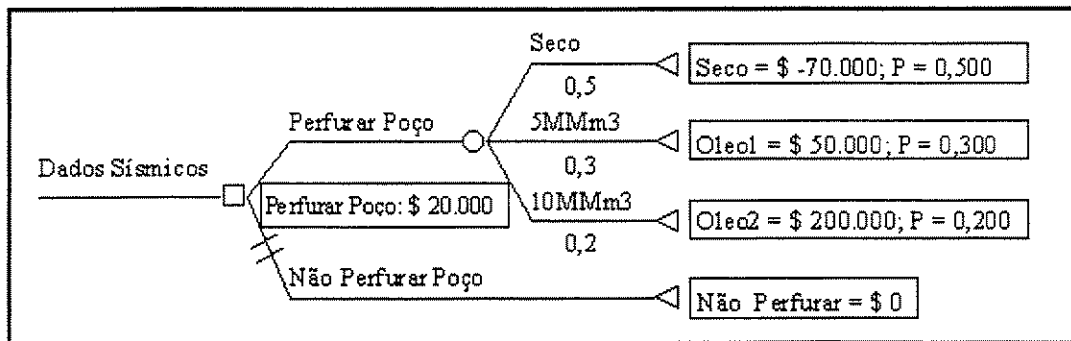 Seco
Seco = $ -70.000; P = 0,500
0,5
Perfurar Poço
5MMm3
Oleo1 = $ 50.000; P = 0,300
0,3
Dados Sísmicos
Perfurar Poço: $ 20.000
10MMm3
Oleo2 = $ 200.000; P = 0,200
0,2
Não Perfurar Poço
Não Perfurar = $ 0